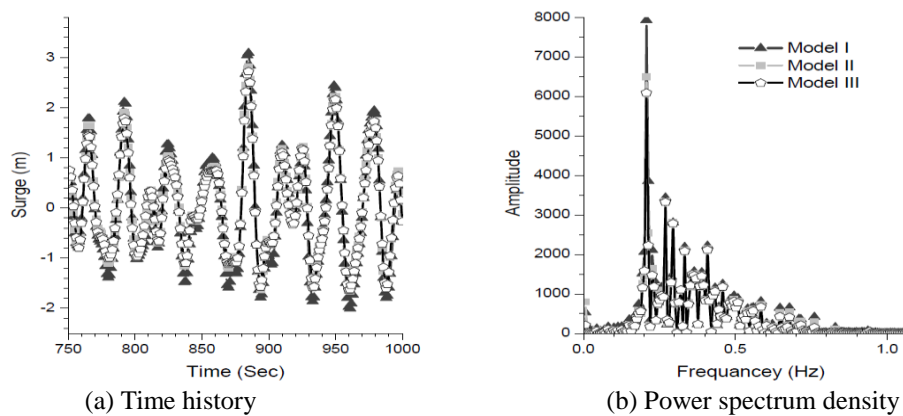 3
2
1
0
-1
-2
Surge (m)
750
800
850
900
950
1000
Time (Sec)
(a) Time history
8000
7000
6000
5000
4000
3000
2000
1000
0
Amplitude
Model I
Model II
Model III
0.0
0.5
1.0
Frequancey (Hz)
(b) Power spectrum density